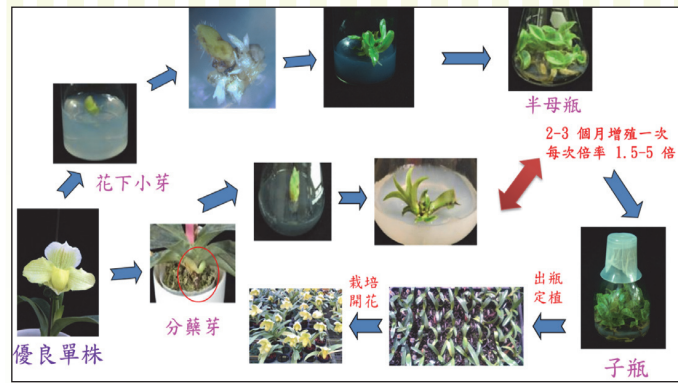 半母瓶
2-3 個月增殖一次
每次倍率 1.5-5 倍
花下小芽
分蘗芽
優良單株
栽培
開花
出瓶
定植
子瓶